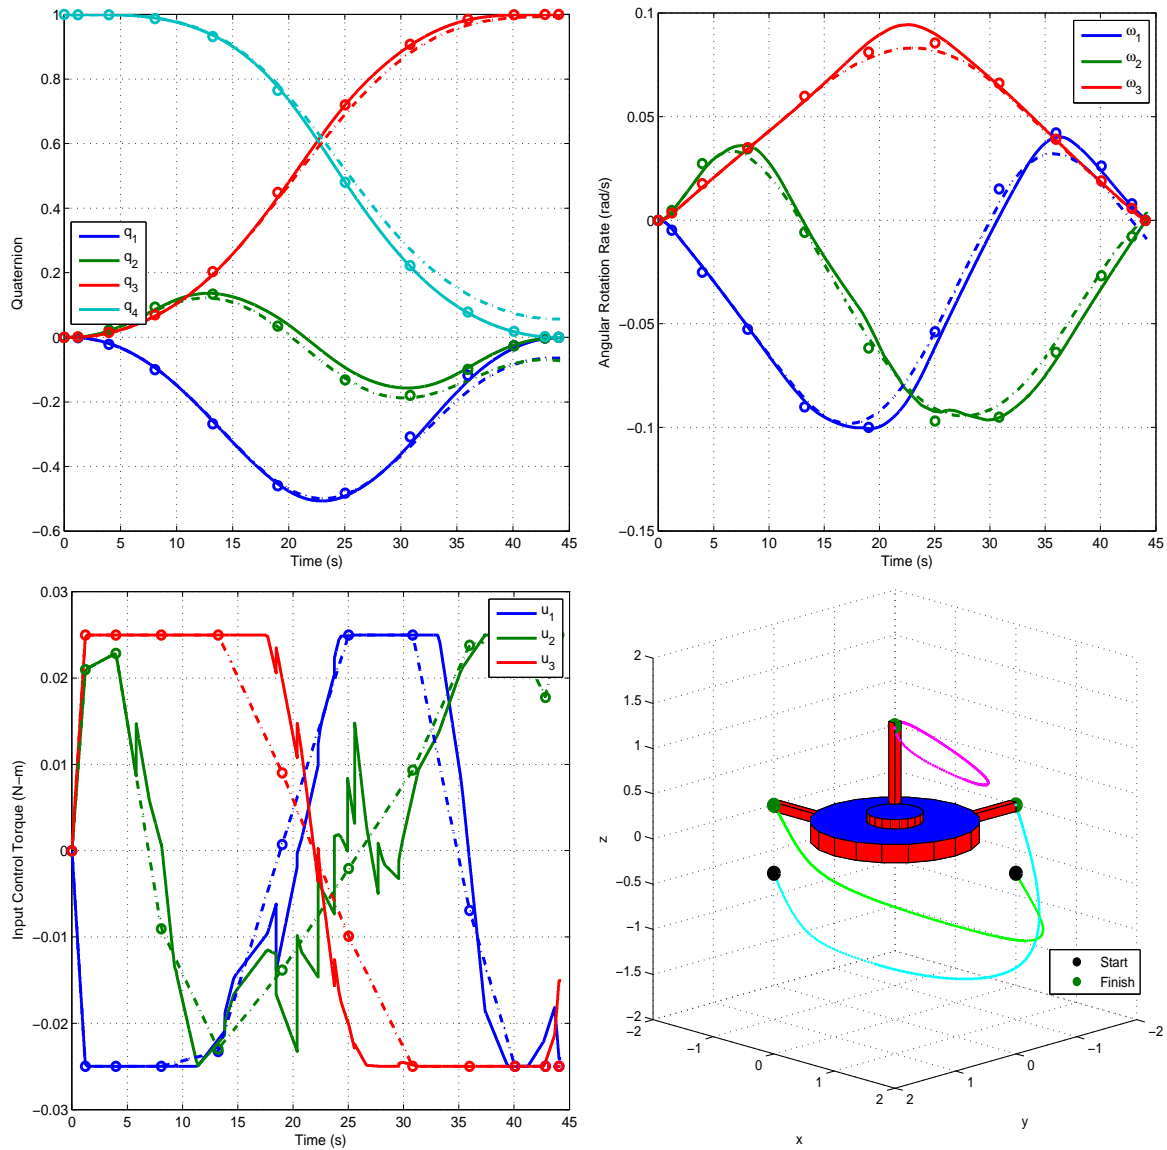 1
0.8
0.6
0.4
0.2
0
−0.2
−0.4
−0.6
Quaternion
q1
q2
q3
q4
0 5 10 15 20 25 30 35 40 45
Time (s)
0.1
0.05
0
−0.05
−0.1
−0.15
Angular Rotation Rate (rad/s)
ω1
ω2
ω3
0 5 10 15 20 25 30 35 40 45
Time (s)
0.03
0.02
0.01
0
−0.01
−0.02
−0.03
Input Control Torque (N−m)
u1
u2
u3
0 5 10 15 20 25 30 35 40 45
Time (s)
2
1.5
1
0.5
0
−0.5
−1
−1.5
−2
z
−2 −1 0 1 2
x
2 1 0 −1 −2
y
Start
Finish